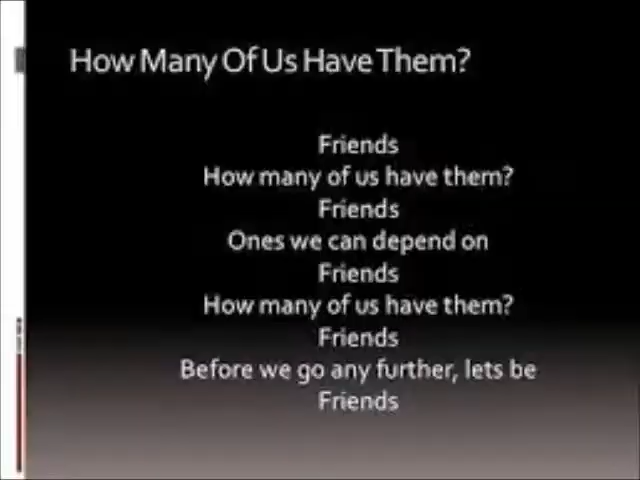 How Many Of Us Have Them?
Friends
How many of us have them?
Friends
Ones we can depend on
Friends
How many of us have them?
Friends
Before we go any further, lets be
Friends